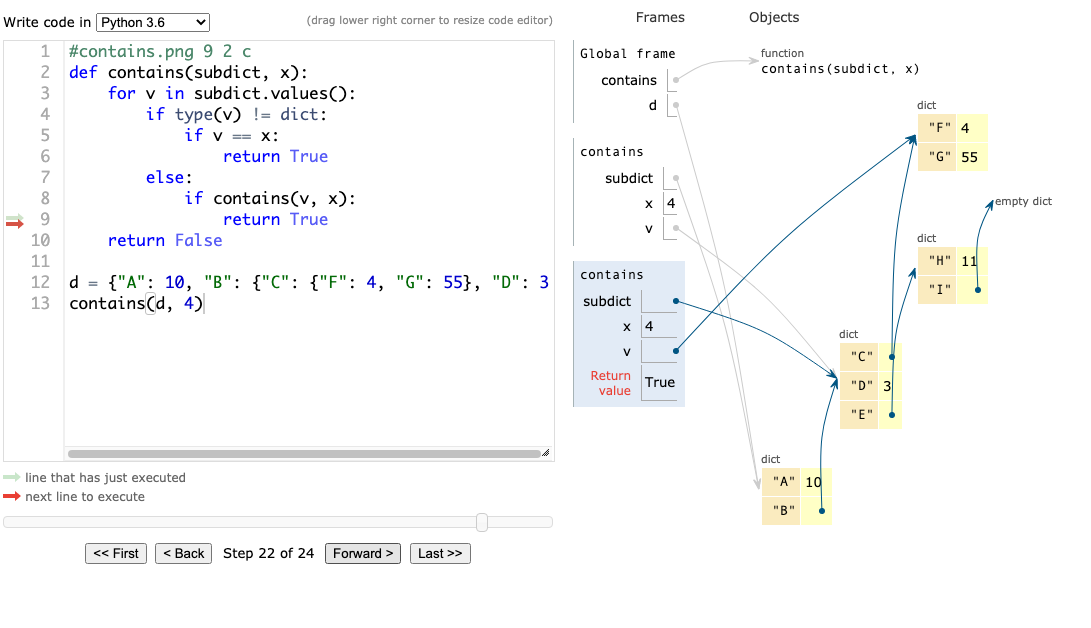 Write code in Python 3.6
(drag lower right corner to resize code editor)
1 #contains.png 9 2 c
2 def contains(subdict, x):
3 for v in subdict.values():
4 if type(v) != dict:
5 if v == x:
6 return True
7 else:
8 if contains(v, x):
9 return True
10 return False
11
12 d = {"A": 10, "B": {"C": {"F": 4, "G": 55}, "D": 3
13 contains(d, 4)
line that has just executed
next line to execute
<< First < Back Step 22 of 24 Forward > Last >>
Frames Objects
Global frame
contains
d
function
contains(subdict, x)
contains
subdict
x 4
v
contains
subdict
x 4
v
Return
value True
dict
"F" 4
"G" 55
empty dict
dict
"H" 11
"I"
dict
"C"
"D" 3
"E"
dict
"A" 10
"B"